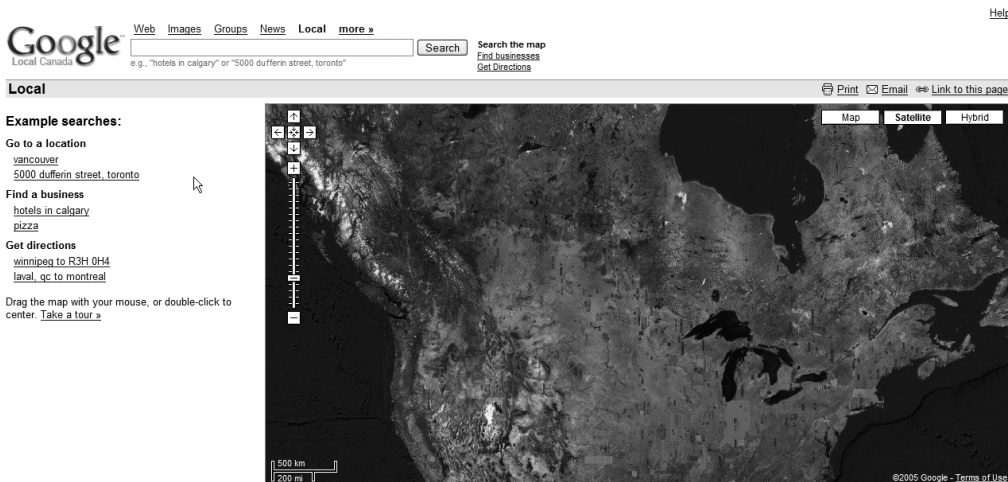 Help
Google
Local Canada
Web Images Groups News Local more »
Search
e.g., "hotels in calgary" or "5000 dufferin street, toronto"
Search the map
Find businesses
Get Directions
Local
Print Email Link to this page
Example searches:
Go to a location
vancouver
5000 dufferin street, toronto
Find a business
hotels in calgary
pizza
Get directions
winnipeg to R3H 0H4
laval, qc to montreal
Drag the map with your mouse, or double-click to
center. Take a tour »
Map Satellite Hybrid
500 km
200 mi
©2005 Google - Terms of Use